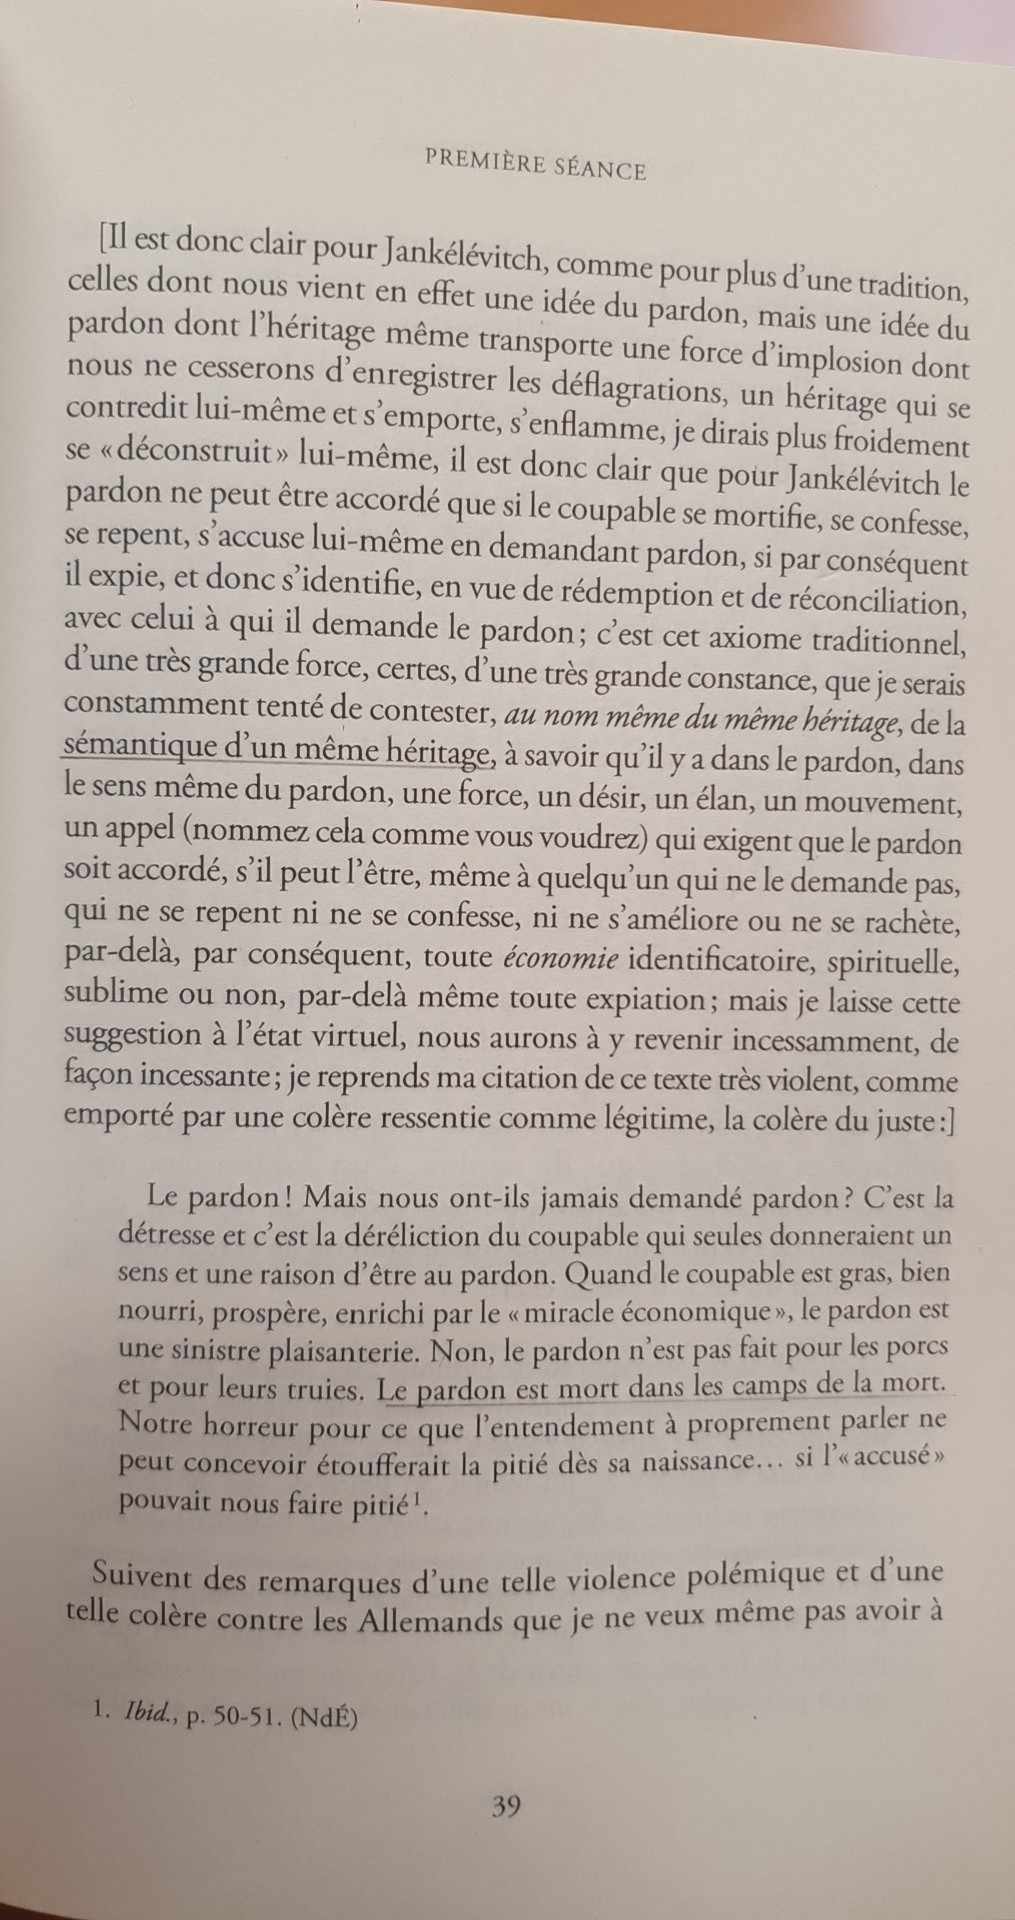 PREMIÈRE SÉANCE
[Il est donc clair pour Jankélévitch, comme pour plus d'une tradition,
celles dont nous vient en effet une idée du pardon, mais une idée du
pardon dont l'héritage même transporte une force d'implosion dont
nous ne cesserons d'enregistrer les déflagrations, un héritage qui se
contredit lui-même et s'emporte, s'enflamme, je dirais plus froidement
se « déconstruit » lui-même, il est donc clair que pour Jankélévitch le
pardon ne peut être accordé que si le coupable se mortifie, se confesse,
se repent, s'accuse lui-même en demandant pardon, si par conséquent
il expie, et donc s'identifie, en vue de rédemption et de réconciliation,
avec celui à qui il demande le pardon ; c'est cet axiome traditionnel,
d'une très grande force, certes, d'une très grande constance, que je serais
constamment tenté de contester, au nom même du même héritage, de la
sémantique d'un même héritage, à savoir qu'il y a dans le pardon, dans
le sens même du pardon, une force, un désir, un élan, un mouvement,
un appel (nommez cela comme vous voudrez) qui exigent que le pardon
soit accordé, s'il peut l'être, même à quelqu'un qui ne le demande pas,
qui ne se repent ni ne se confesse, ni ne s'améliore ou ne se rachète,
par-delà, par conséquent, toute économie identificatoire, spirituelle,
sublime ou non, par-delà même toute expiation ; mais je laisse cette
suggestion à l'état virtuel, nous aurons à y revenir incessamment, de
façon incessante ; je reprends ma citation de ce texte très violent, comme
emporté par une colère ressentie comme légitime, la colère du juste :]
Le pardon ! Mais nous ont-ils jamais demandé pardon ? C'est la
détresse et c'est la déréliction du coupable qui seules donneraient un
sens et une raison d'être au pardon. Quand le coupable est gras, bien
nourri, prospère, enrichi par le « miracle économique », le pardon est
une sinistre plaisanterie. Non, le pardon n'est pas fait pour les porcs
et pour leurs truies. Le pardon est mort dans les camps de la mort.
Notre horreur pour ce que l'entendement à proprement parler ne
peut concevoir étoufferait la pitié dès sa naissance... si l'« accusé »
pouvait nous faire pitié¹.
Suivent des remarques d'une telle violence polémique et d'une
telle colère contre les Allemands que je ne veux même pas avoir à
1. Ibid., p. 50-51. (NdÉ)
39